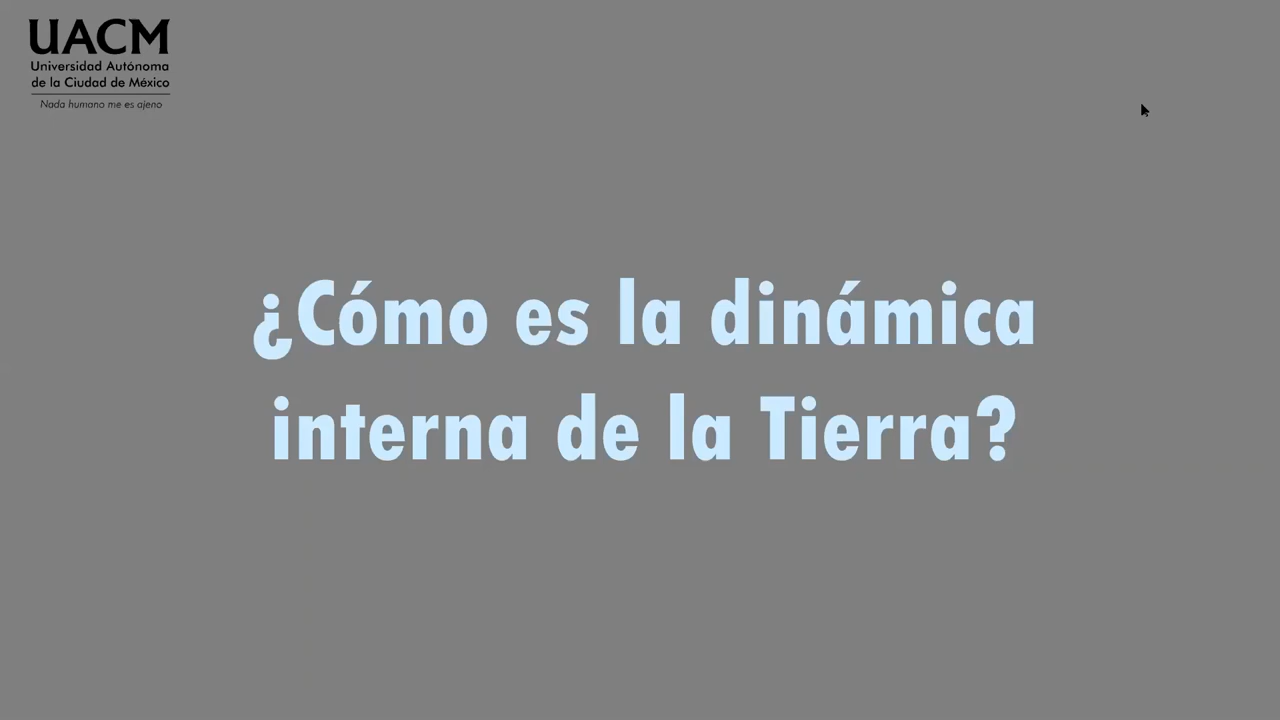 UACM
Universidad Autónoma
de la Ciudad de México
Nada humano me es ajeno
¿Cómo es la dinámica
interna de la Tierra?